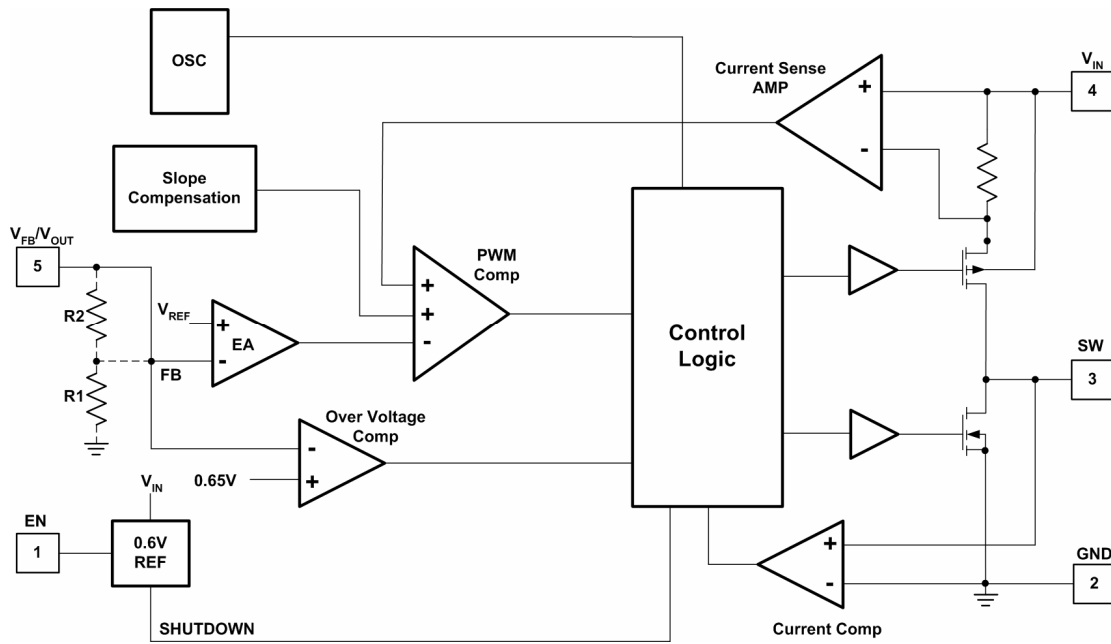 OSC
Current Sense
AMP
V_IN
4
+
-
Slope
Compensation
V_FB/V_OUT
5
PWM
Comp
+
+
-
R2
V_REF
+
EA
-
Control
Logic
SW
3
FB
R1
Over Voltage
Comp
-
+
0.65V
V_IN
EN
1
0.6V
REF
+
-
GND
2
SHUTDOWN
Current Comp